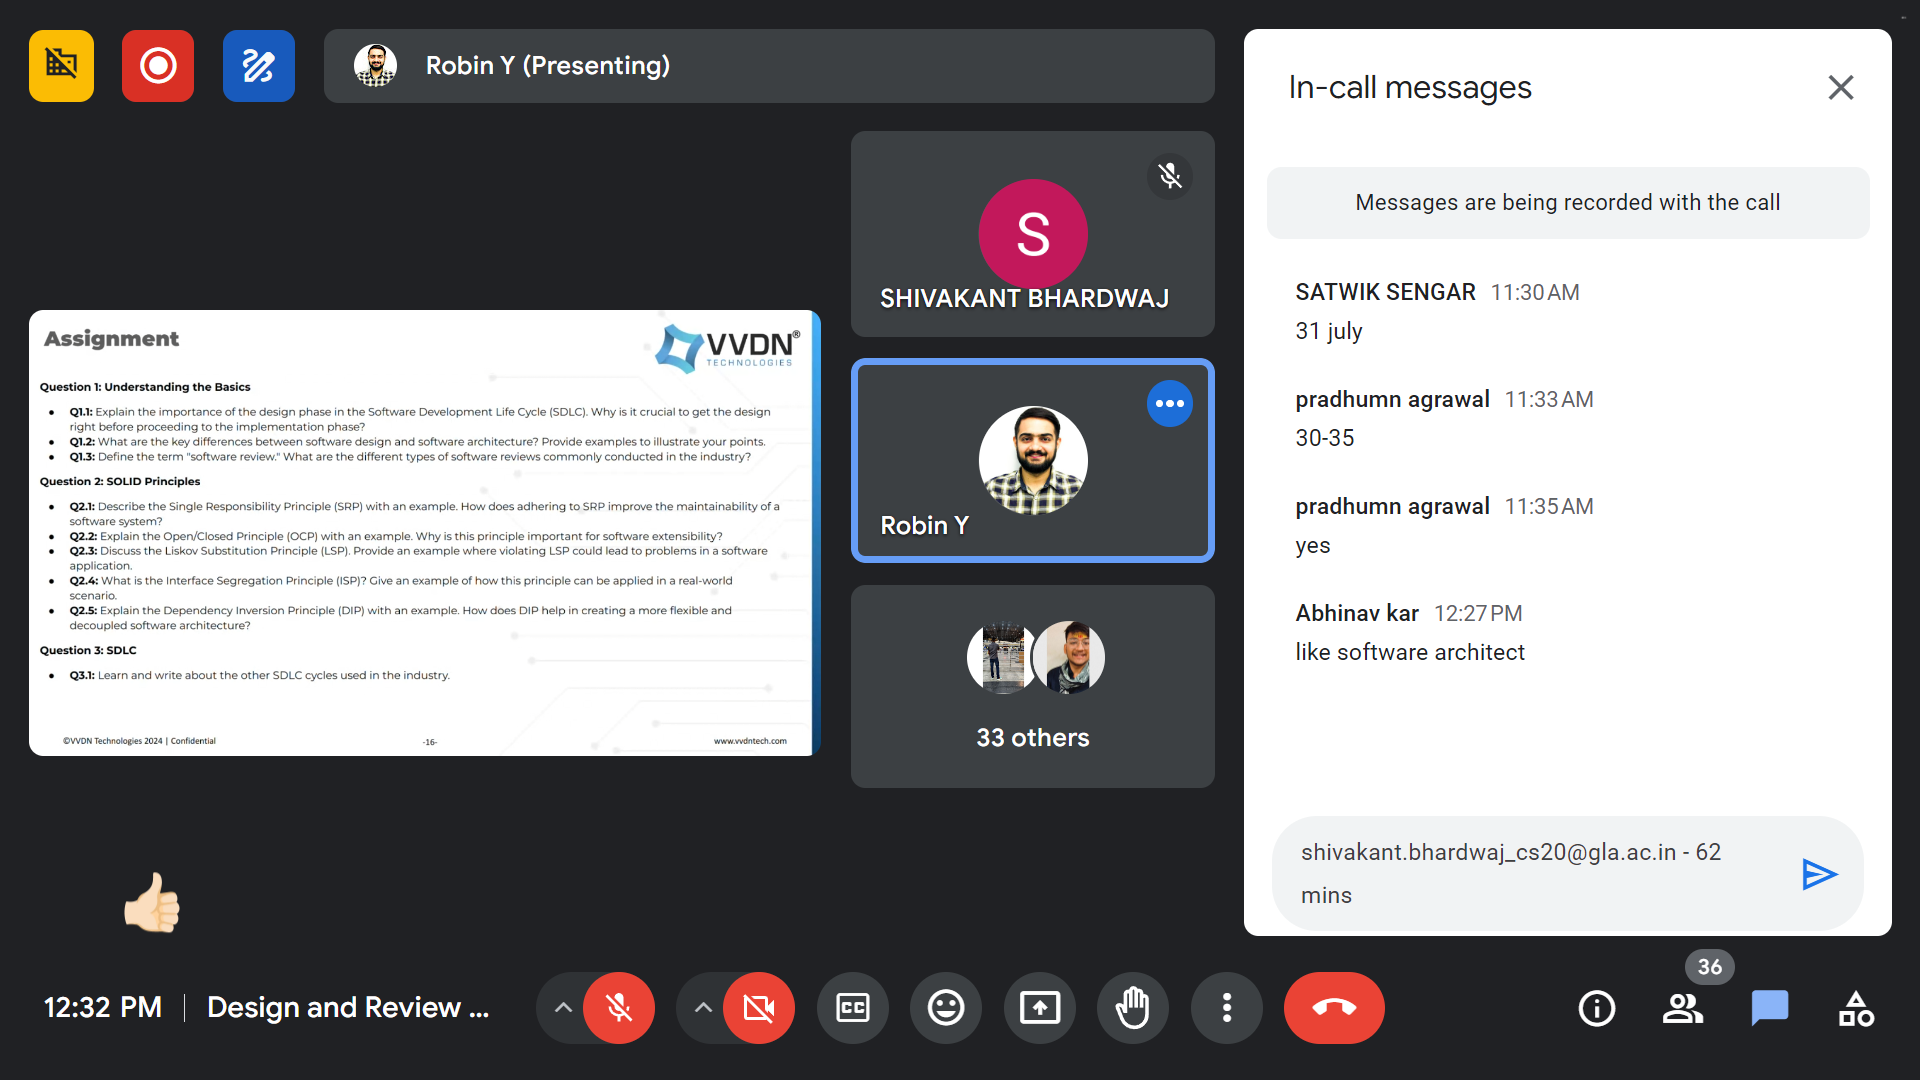 Robin Y (Presenting)
Assignment
VVDN®
TECHNOLOGIES
Question 1: Understanding the Basics
• Q1.1: Explain the importance of the design phase in the Software Development Life Cycle (SDLC). Why is it crucial to get the design
right before proceeding to the implementation phase?
• Q1.2: What are the key differences between software design and software architecture? Provide examples to illustrate your points.
• Q1.3: Define the term "software review." What are the different types of software reviews commonly conducted in the industry?
Question 2: SOLID Principles
• Q2.1: Describe the Single Responsibility Principle (SRP) with an example. How does adhering to SRP improve the maintainability of a
software system?
• Q2.2: Explain the Open/Closed Principle (OCP) with an example. Why is this principle important for software extensibility?
• Q2.3: Discuss the Liskov Substitution Principle (LSP). Provide an example where violating LSP could lead to problems in a software
application.
• Q2.4: What is the Interface Segregation Principle (ISP)? Give an example of how this principle can be applied in a real-world
scenario.
• Q2.5: Explain the Dependency Inversion Principle (DIP) with an example. How does DIP help in creating a more flexible and
decoupled software architecture?
Question 3: SDLC
• Q3.1: Learn and write about the other SDLC cycles used in the industry.
©VVDN Technologies 2024 | Confidential
-16-
www.vvdntech.com
S
SHIVAKANT BHARDWAJ
Robin Y
33 others
In-call messages
Messages are being recorded with the call
SATWIK SENGAR 11:30 AM
31 july
pradhumn agrawal 11:33 AM
30-35
pradhumn agrawal 11:35 AM
yes
Abhinav kar 12:27 PM
like software architect
shivakant.bhardwaj_cs20@gla.ac.in - 62
mins
12:32 PM | Design and Review ...
CC
36